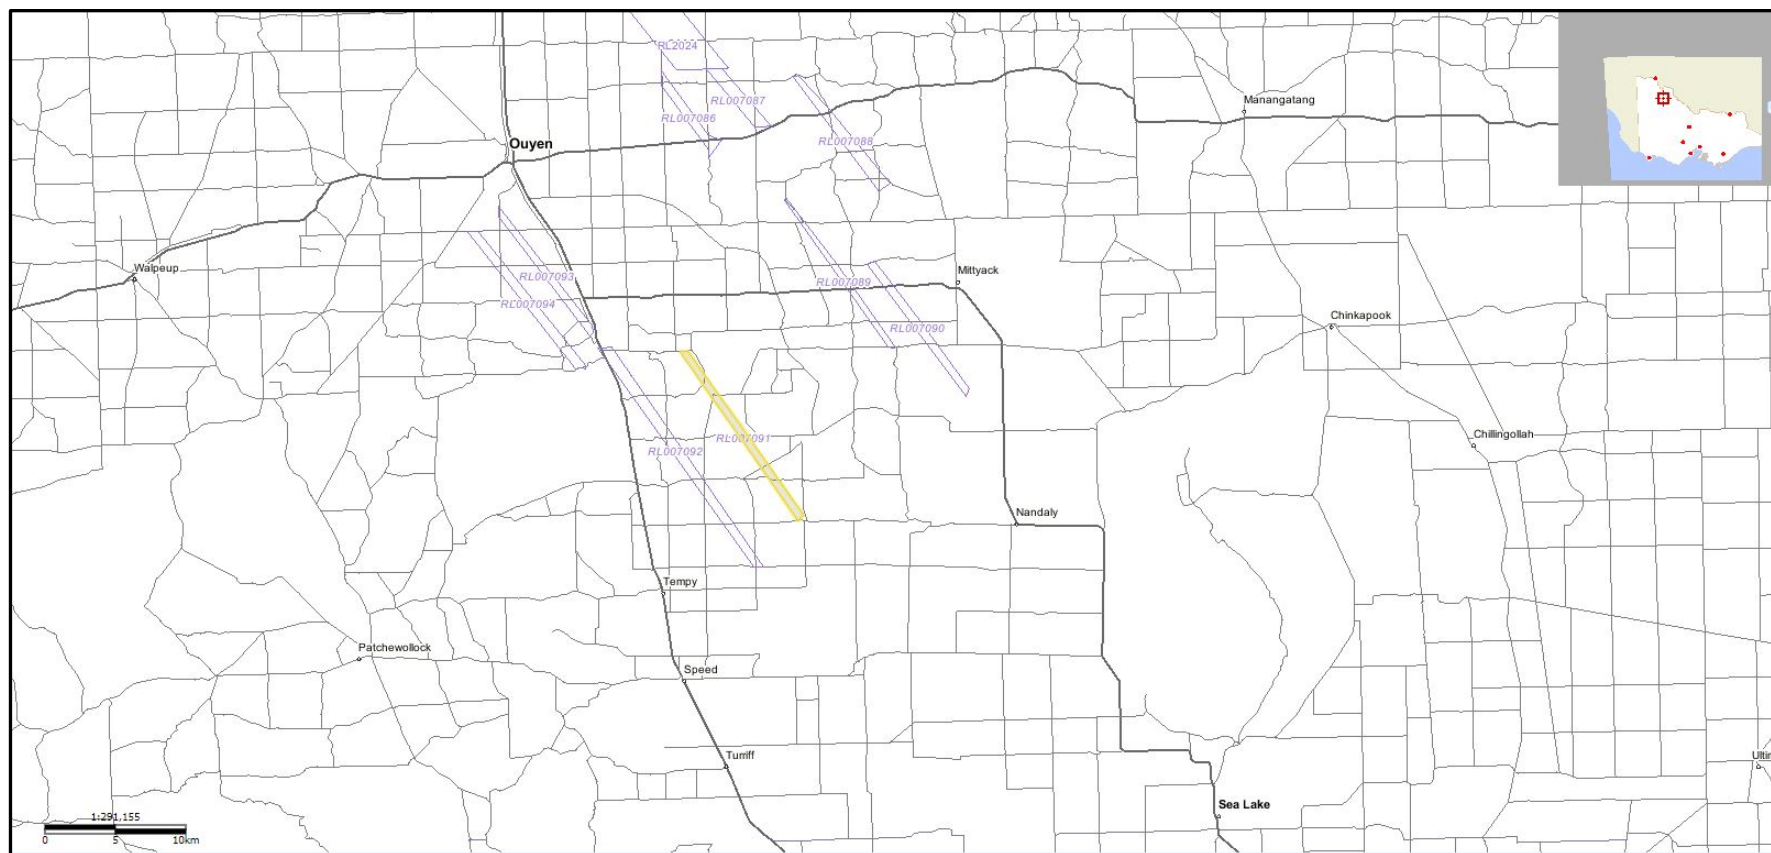 RL2024
RL007087
RL007086
Manangatang
Ouyen
RL007088
Walpeup
RL007093
Mittyack
RL007089
RL007094
Chinkapook
RL007090
RL007091
Chillingollah
RL007092
Nandaly
Tempy
Patchewollock
Speed
Turriff
Sea Lake
1:291,155
0 5 10km